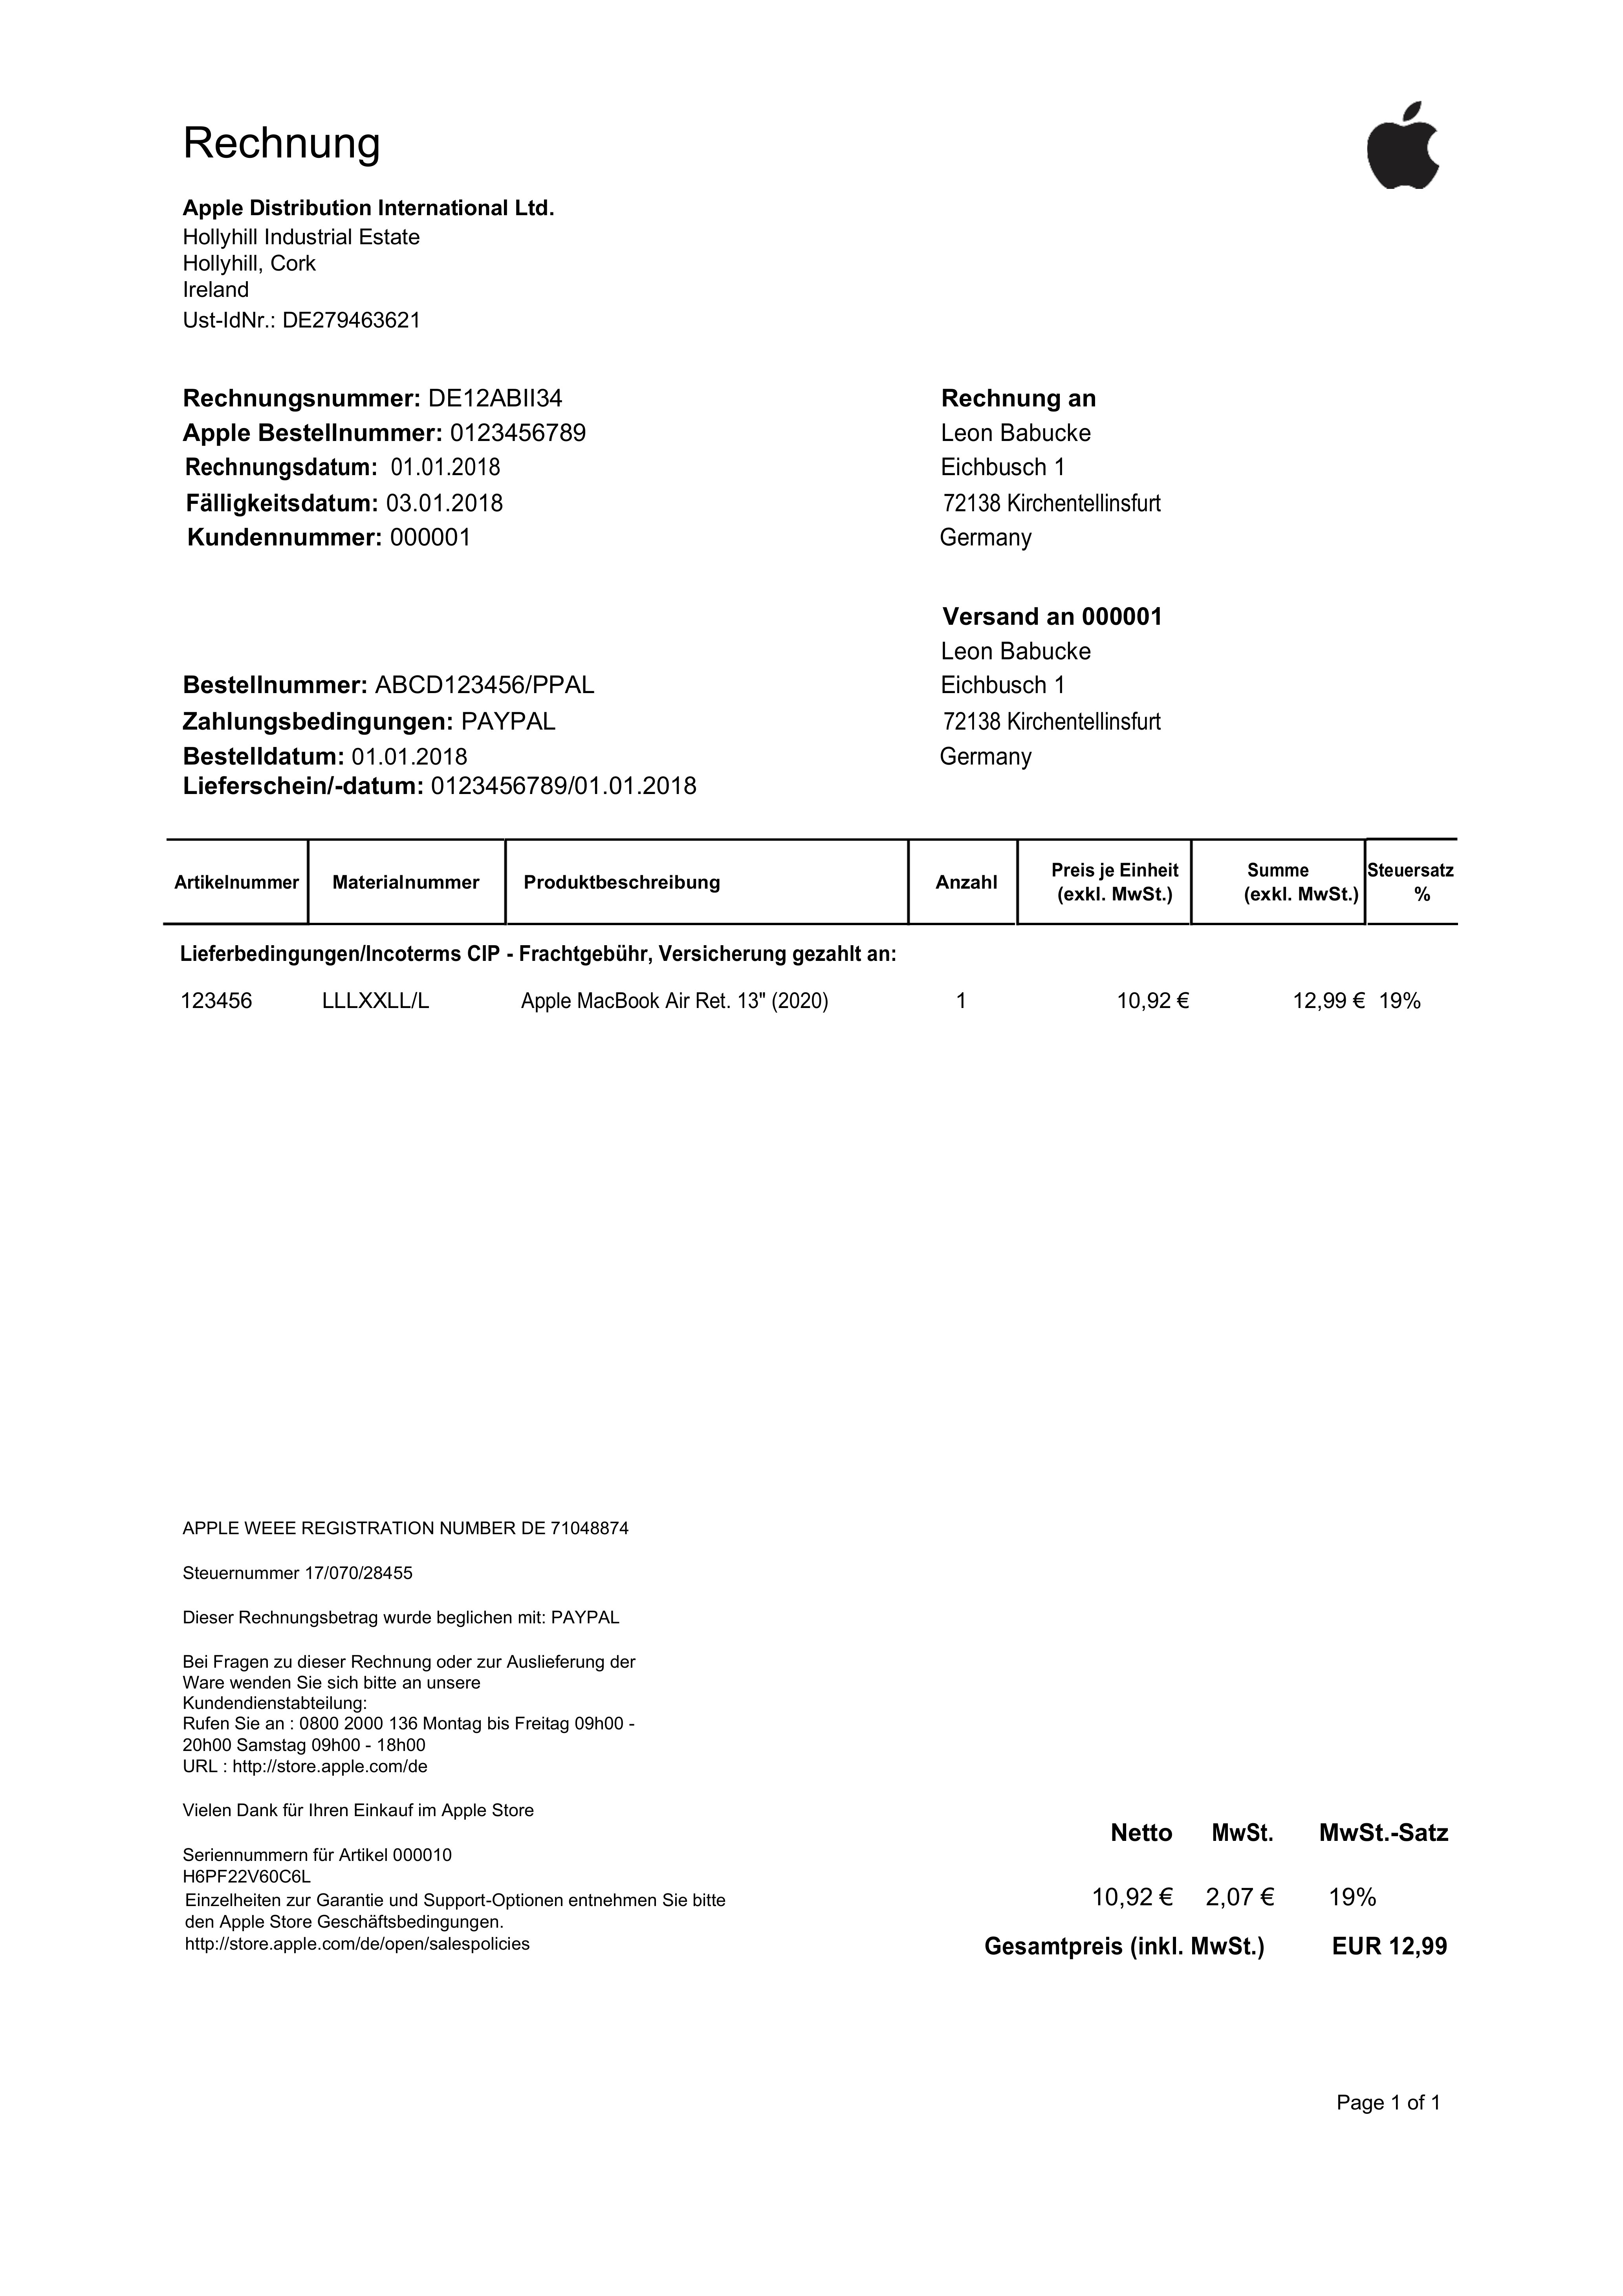 Rechnung
Apple Distribution International Ltd.
Hollyhill Industrial Estate
Hollyhill, Cork
Ireland
Ust-IdNr.: DE279463621
Rechnungsnummer: DE12ABII34
Apple Bestellnummer: 0123456789
Rechnungsdatum: 01.01.2018
Fälligkeitsdatum: 03.01.2018
Kundennummer: 000001
Rechnung an
Leon Babucke
Eichbusch 1
72138 Kirchentellinsfurt
Germany
Versand an 000001
Leon Babucke
Eichbusch 1
72138 Kirchentellinsfurt
Germany
Bestellnummer: ABCD123456/PPAL
Zahlungsbedingungen: PAYPAL
Bestelldatum: 01.01.2018
Lieferschein/-datum: 0123456789/01.01.2018
Artikelnummer Materialnummer Produktbeschreibung Anzahl Preis je Einheit (exkl. MwSt.) Summe (exkl. MwSt.) Steuersatz %
Lieferbedingungen/Incoterms CIP - Frachtgebühr, Versicherung gezahlt an:
123456 LLLXXLL/L Apple MacBook Air Ret. 13" (2020) 1 10,92 € 12,99 € 19%
APPLE WEEE REGISTRATION NUMBER DE 71048874
Steuernummer 17/070/28455
Dieser Rechnungsbetrag wurde beglichen mit: PAYPAL
Bei Fragen zu dieser Rechnung oder zur Auslieferung der
Ware wenden Sie sich bitte an unsere
Kundendienstabteilung:
Rufen Sie an : 0800 2000 136 Montag bis Freitag 09h00 -
20h00 Samstag 09h00 - 18h00
URL : http://store.apple.com/de
Vielen Dank für Ihren Einkauf im Apple Store
Seriennummern für Artikel 000010
H6PF22V60C6L
Einzelheiten zur Garantie und Support-Optionen entnehmen Sie bitte
den Apple Store Geschäftsbedingungen.
http://store.apple.com/de/open/salespolicies
Netto MwSt. MwSt.-Satz
10,92 € 2,07 € 19%
Gesamtpreis (inkl. MwSt.) EUR 12,99
Page 1 of 1